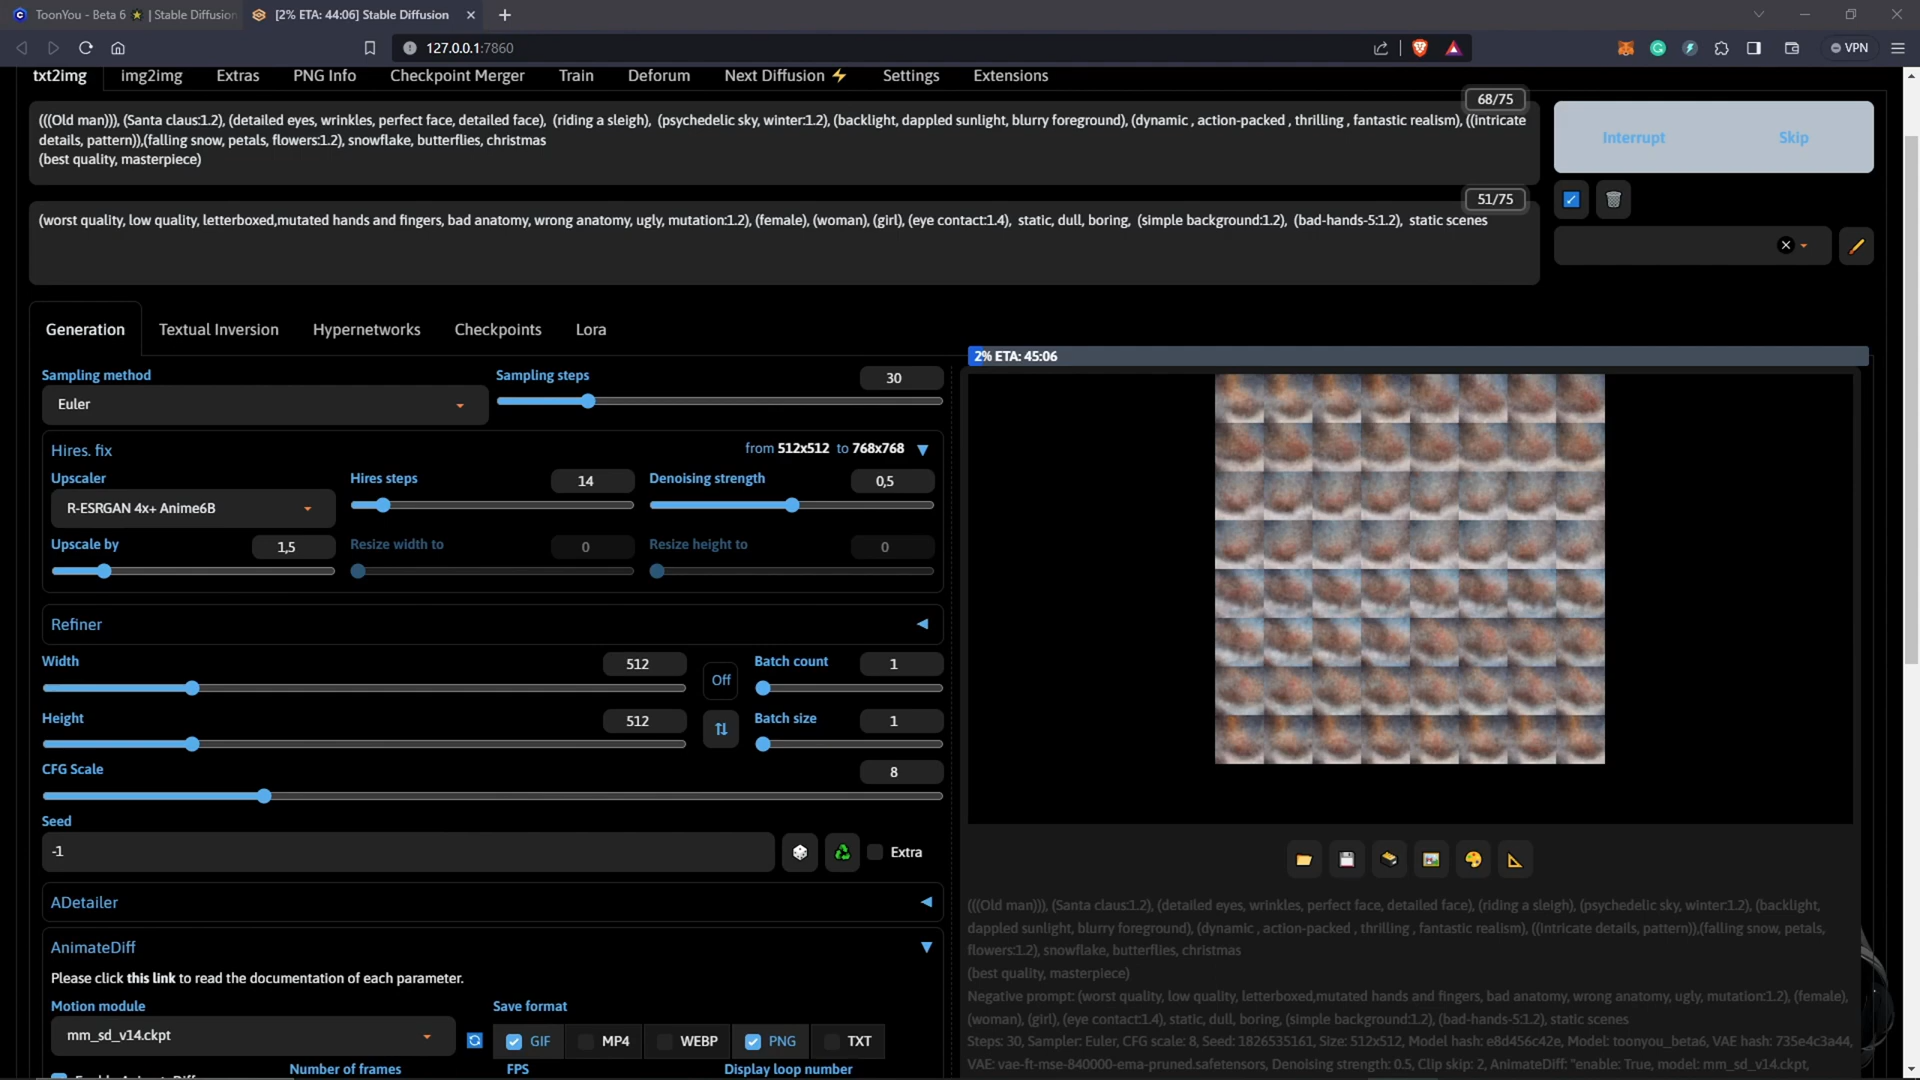 ToonYou - Beta 6 ★ | Stable Diffusion
[2% ETA: 44:06] Stable Diffusion
127.0.0.1:7860
VPN
txt2img
img2img
Extras
PNG Info
Checkpoint Merger
Train
Deforum
Next Diffusion ⚡
Settings
Extensions
68/75
(((Old man))), (Santa claus:1.2), (detailed eyes, wrinkles, perfect face, detailed face), (riding a sleigh), (psychedelic sky, winter:1.2), (backlight, dappled sunlight, blurry foreground), (dynamic , action-packed , thrilling , fantastic realism), ((intricate
details, pattern)),(falling snow, petals, flowers:1.2), snowflake, butterflies, christmas
(best quality, masterpiece)
Interrupt
Skip
51/75
(worst quality, low quality, letterboxed,mutated hands and fingers, bad anatomy, wrong anatomy, ugly, mutation:1.2), (female), (woman), (girl), (eye contact:1.4), static, dull, boring, (simple background:1.2), (bad-hands-5:1.2), static scenes
Generation
Textual Inversion
Hypernetworks
Checkpoints
Lora
2% ETA: 45:06
Sampling method
Euler
Sampling steps
30
Hires. fix
from 512x512 to 768x768
Upscaler
R-ESRGAN 4x+ Anime6B
Hires steps
14
Denoising strength
0,5
Upscale by
1,5
Resize width to
0
Resize height to
0
Refiner
Width
512
Off
Batch count
1
Height
512
Batch size
1
CFG Scale
8
Seed
-1
Extra
ADetailer
AnimateDiff
Please click this link to read the documentation of each parameter.
Motion module
mm_sd_v14.ckpt
Save format
GIF
MP4
WEBP
PNG
TXT
Number of frames
FPS
Display loop number
(((Old man))), (Santa claus:1.2), (detailed eyes, wrinkles, perfect face, detailed face), (riding a sleigh), (psychedelic sky, winter:1.2), (backlight,
dappled sunlight, blurry foreground), (dynamic , action-packed , thrilling , fantastic realism), ((intricate details, pattern)),(falling snow, petals,
flowers:1.2), snowflake, butterflies, christmas
(best quality, masterpiece)
Negative prompt: (worst quality, low quality, letterboxed,mutated hands and fingers, bad anatomy, wrong anatomy, ugly, mutation:1.2), (female),
(woman), (girl), (eye contact:1.4), static, dull, boring, (simple background:1.2), (bad-hands-5:1.2), static scenes
Steps: 30, Sampler: Euler, CFG scale: 8, Seed: 1826535161, Size: 512x512, Model hash: e8d456c42e, Model: toonyou_beta6, VAE hash: 735e4c3a44,
VAE: vae-ft-mse-840000-ema-pruned.safetensors, Denoising strength: 0.5, Clip skip: 2, AnimateDiff: "enable: True, model: mm_sd_v14.ckpt,